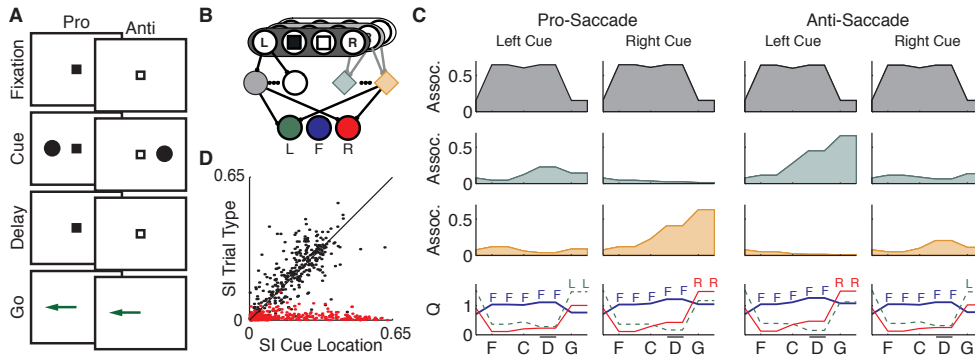 A
Pro
Anti
Fixation
Cue
Delay
Go
B
L
R
L F R
D
0.65
SI Trial Type
0
0
0.65
SI Cue Location
C
Pro-Saccade
Anti-Saccade
Left Cue
Right Cue
Left Cue
Right Cue
Assoc.
0.5
0
Assoc.
0.5
0
Assoc.
0.5
0
Q
1
0
F F F F F L L
F F F F F R R
F F F F F R R
F F F F F L
F C D G
F C D G
F C D G
F C D G